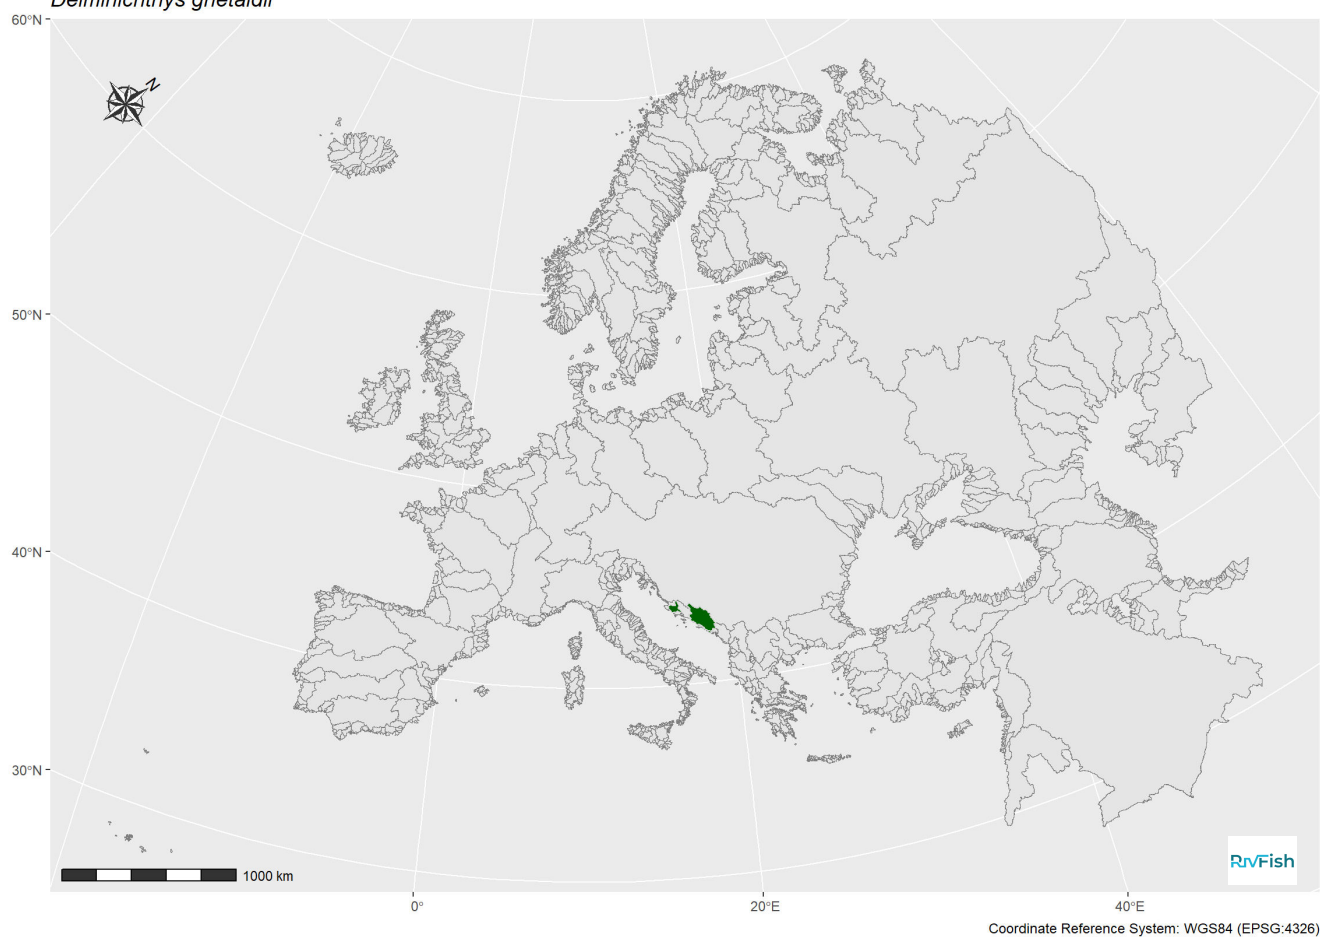 Delminichthys ghetaldii
60°N
N
50°N
40°N
30°N
1000 km
RivFish
0°
20°E
40°E
Coordinate Reference System: WGS84 (EPSG:4326)